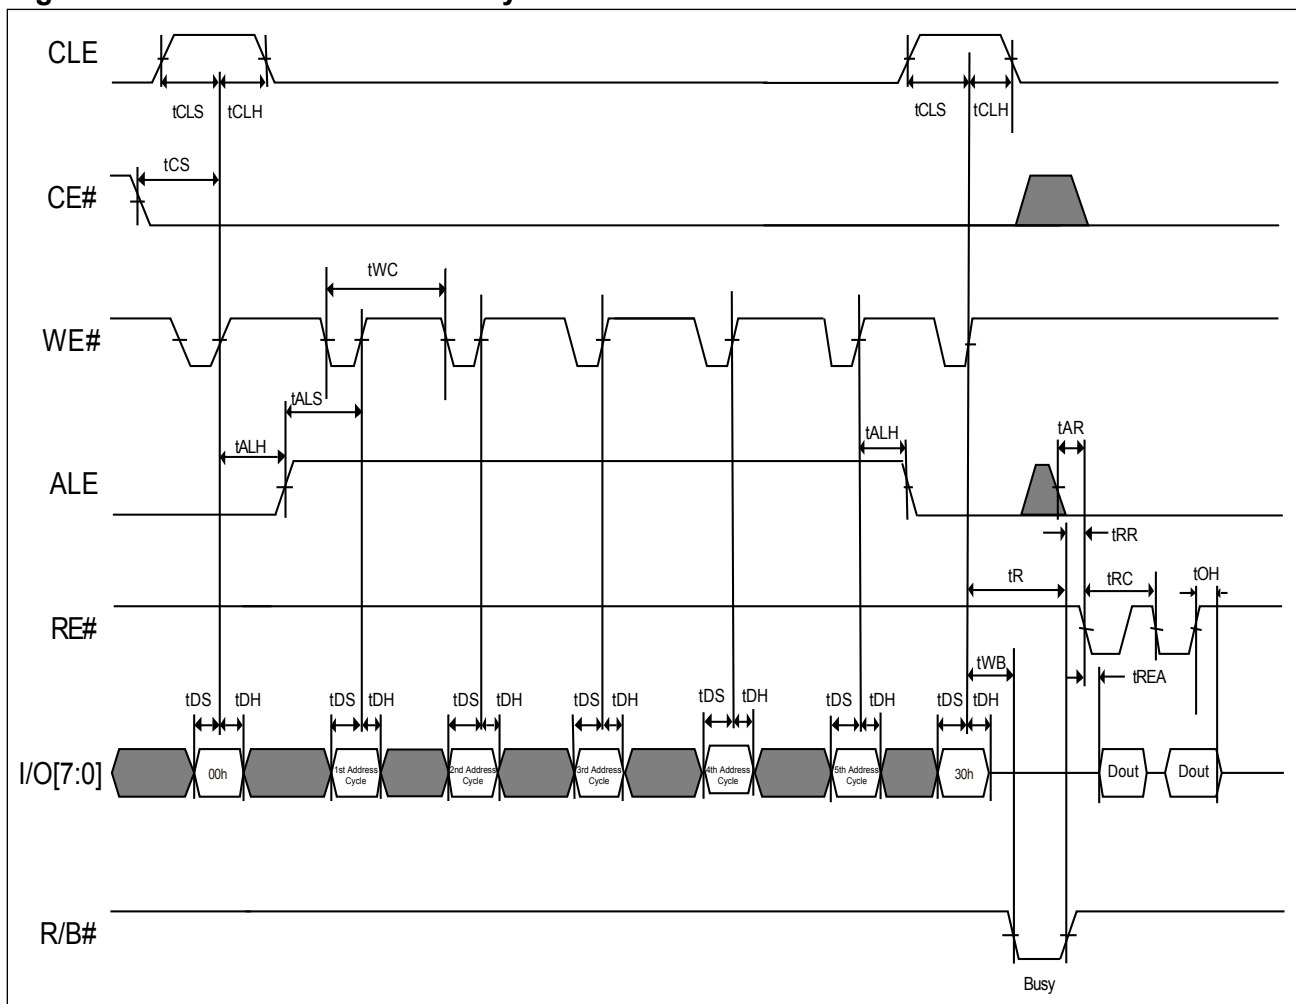 CLE
tCLS
tCLH
tCLS
tCLH
tCS
CE#
tWC
WE#
tALS
tALH
tALH
tAR
ALE
tRR
tR
tRC
tOH
RE#
tWB
tREA
tDS
tDH
tDS
tDH
tDS
tDH
tDS
tDH
tDS
tDH
tDS
tDH
tDS
tDH
I/O[7:0]
00h
1st Address
Cycle
2nd Address
Cycle
3rd Address
Cycle
4th Address
Cycle
5th Address
Cycle
30h
Dout
Dout
R/B#
Busy